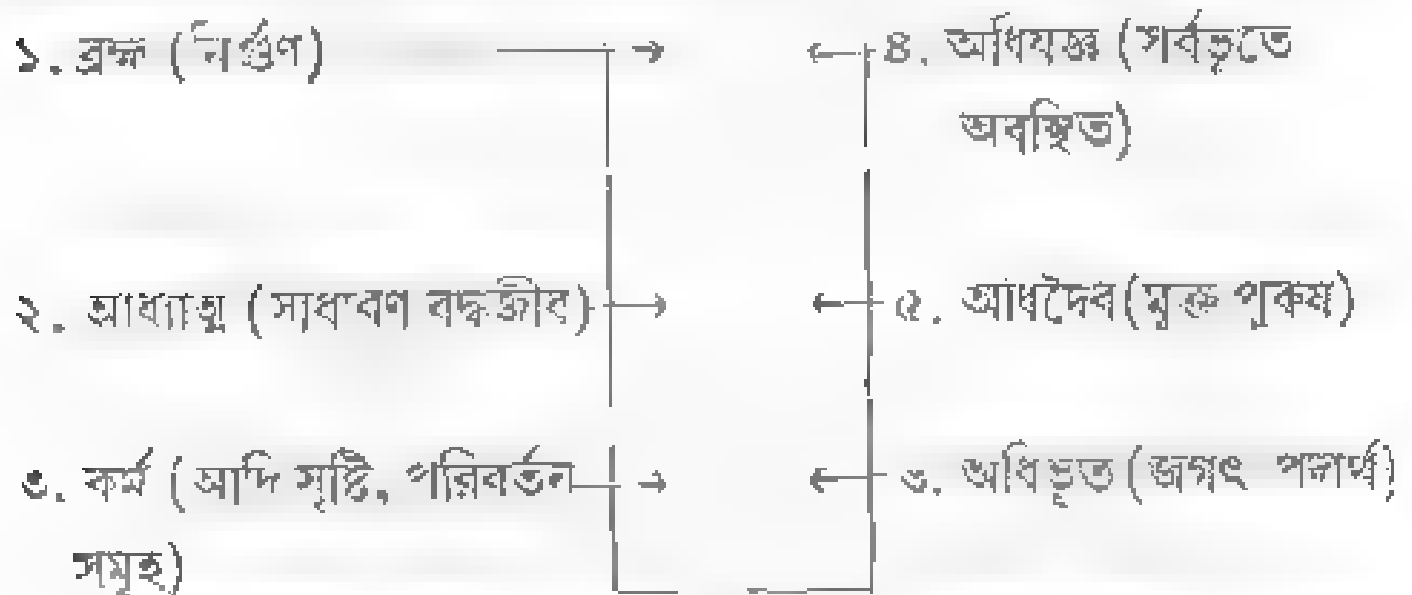 ১. ব্রহ্ম (নির্গুণ)
২. অধ্যাত্ম (সাধারণ বদ্ধজীব)
৩. কর্ম (আদি সৃষ্টি, পরিবর্তন
সমূহ)
৪. অধিযজ্ঞ (সর্বভূতে
অবস্থিত)
৫. অধিদৈব (মুক্ত পুরুষ)
৬. অধিভূত (জগৎ পদার্থ)